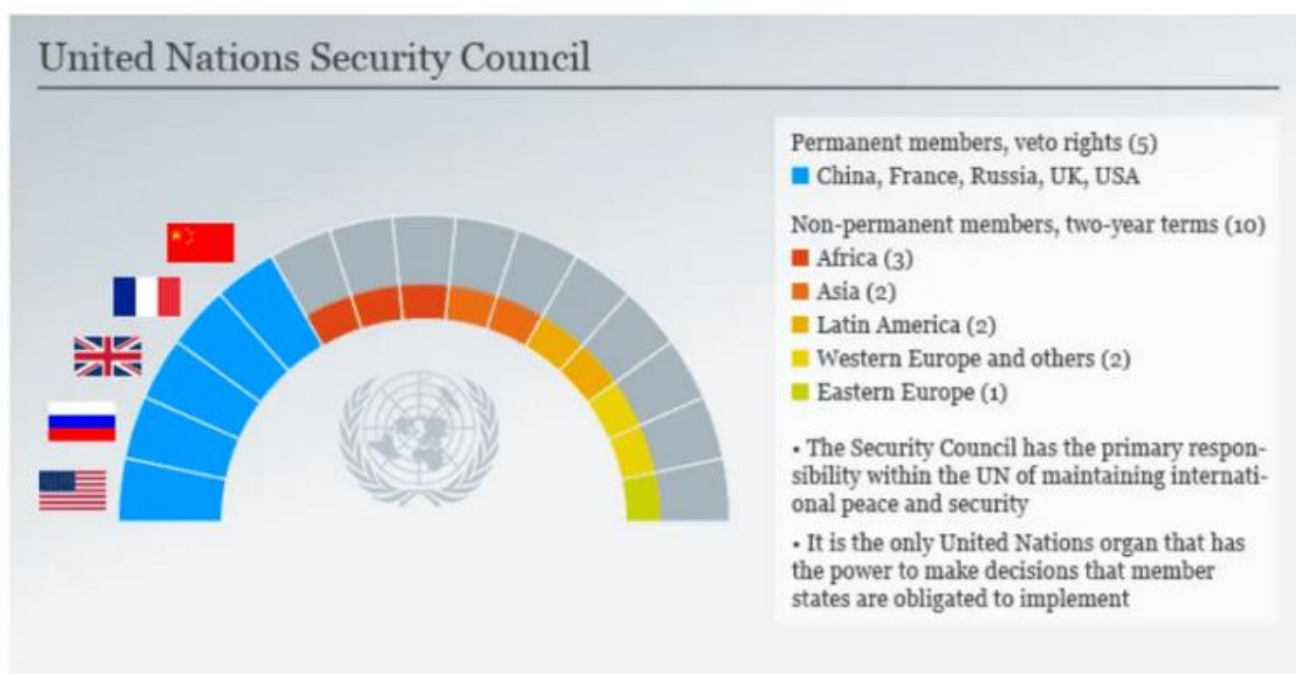 United Nations Security Council
Permanent members, veto rights (5)
China, France, Russia, UK, USA
Non-permanent members, two-year terms (10)
Africa (3)
Asia (2)
Latin America (2)
Western Europe and others (2)
Eastern Europe (1)
• The Security Council has the primary respon-
sibility within the UN of maintaining internati-
onal peace and security
• It is the only United Nations organ that has
the power to make decisions that member
states are obligated to implement